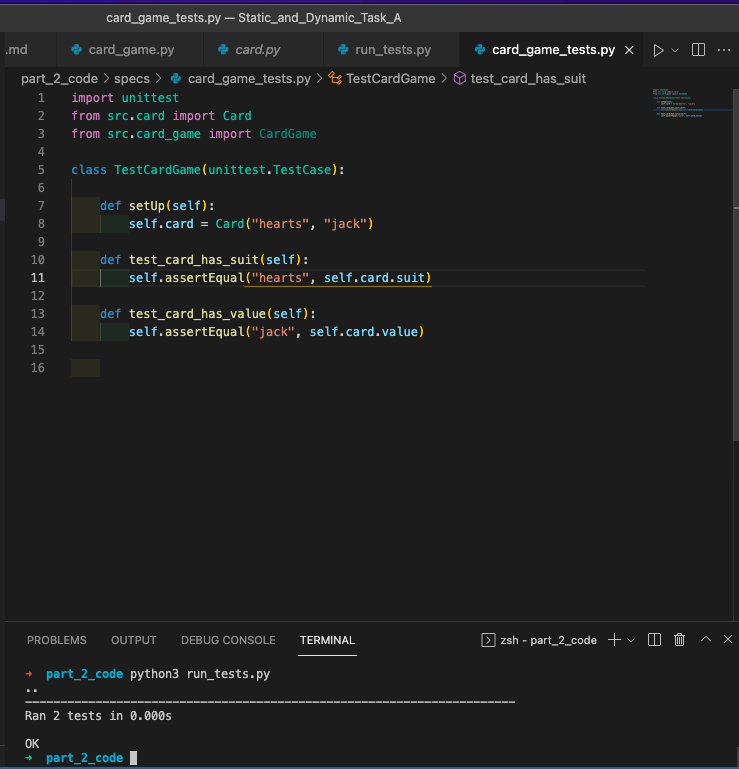 card_game_tests.py — Static_and_Dynamic_Task_A
.md card_game.py card.py run_tests.py card_game_tests.py
part_2_code > specs > card_game_tests.py > TestCardGame > test_card_has_suit
1 import unittest
2 from src.card import Card
3 from src.card_game import CardGame
4
5 class TestCardGame(unittest.TestCase):
6
7 def setUp(self):
8 self.card = Card("hearts", "jack")
9
10 def test_card_has_suit(self):
11 self.assertEqual("hearts", self.card.suit)
12
13 def test_card_has_value(self):
14 self.assertEqual("jack", self.card.value)
15
16
PROBLEMS OUTPUT DEBUG CONSOLE TERMINAL zsh - part_2_code
→ part_2_code python3 run_tests.py
..
----------------------------------------------------------------------
Ran 2 tests in 0.000s
OK
→ part_2_code